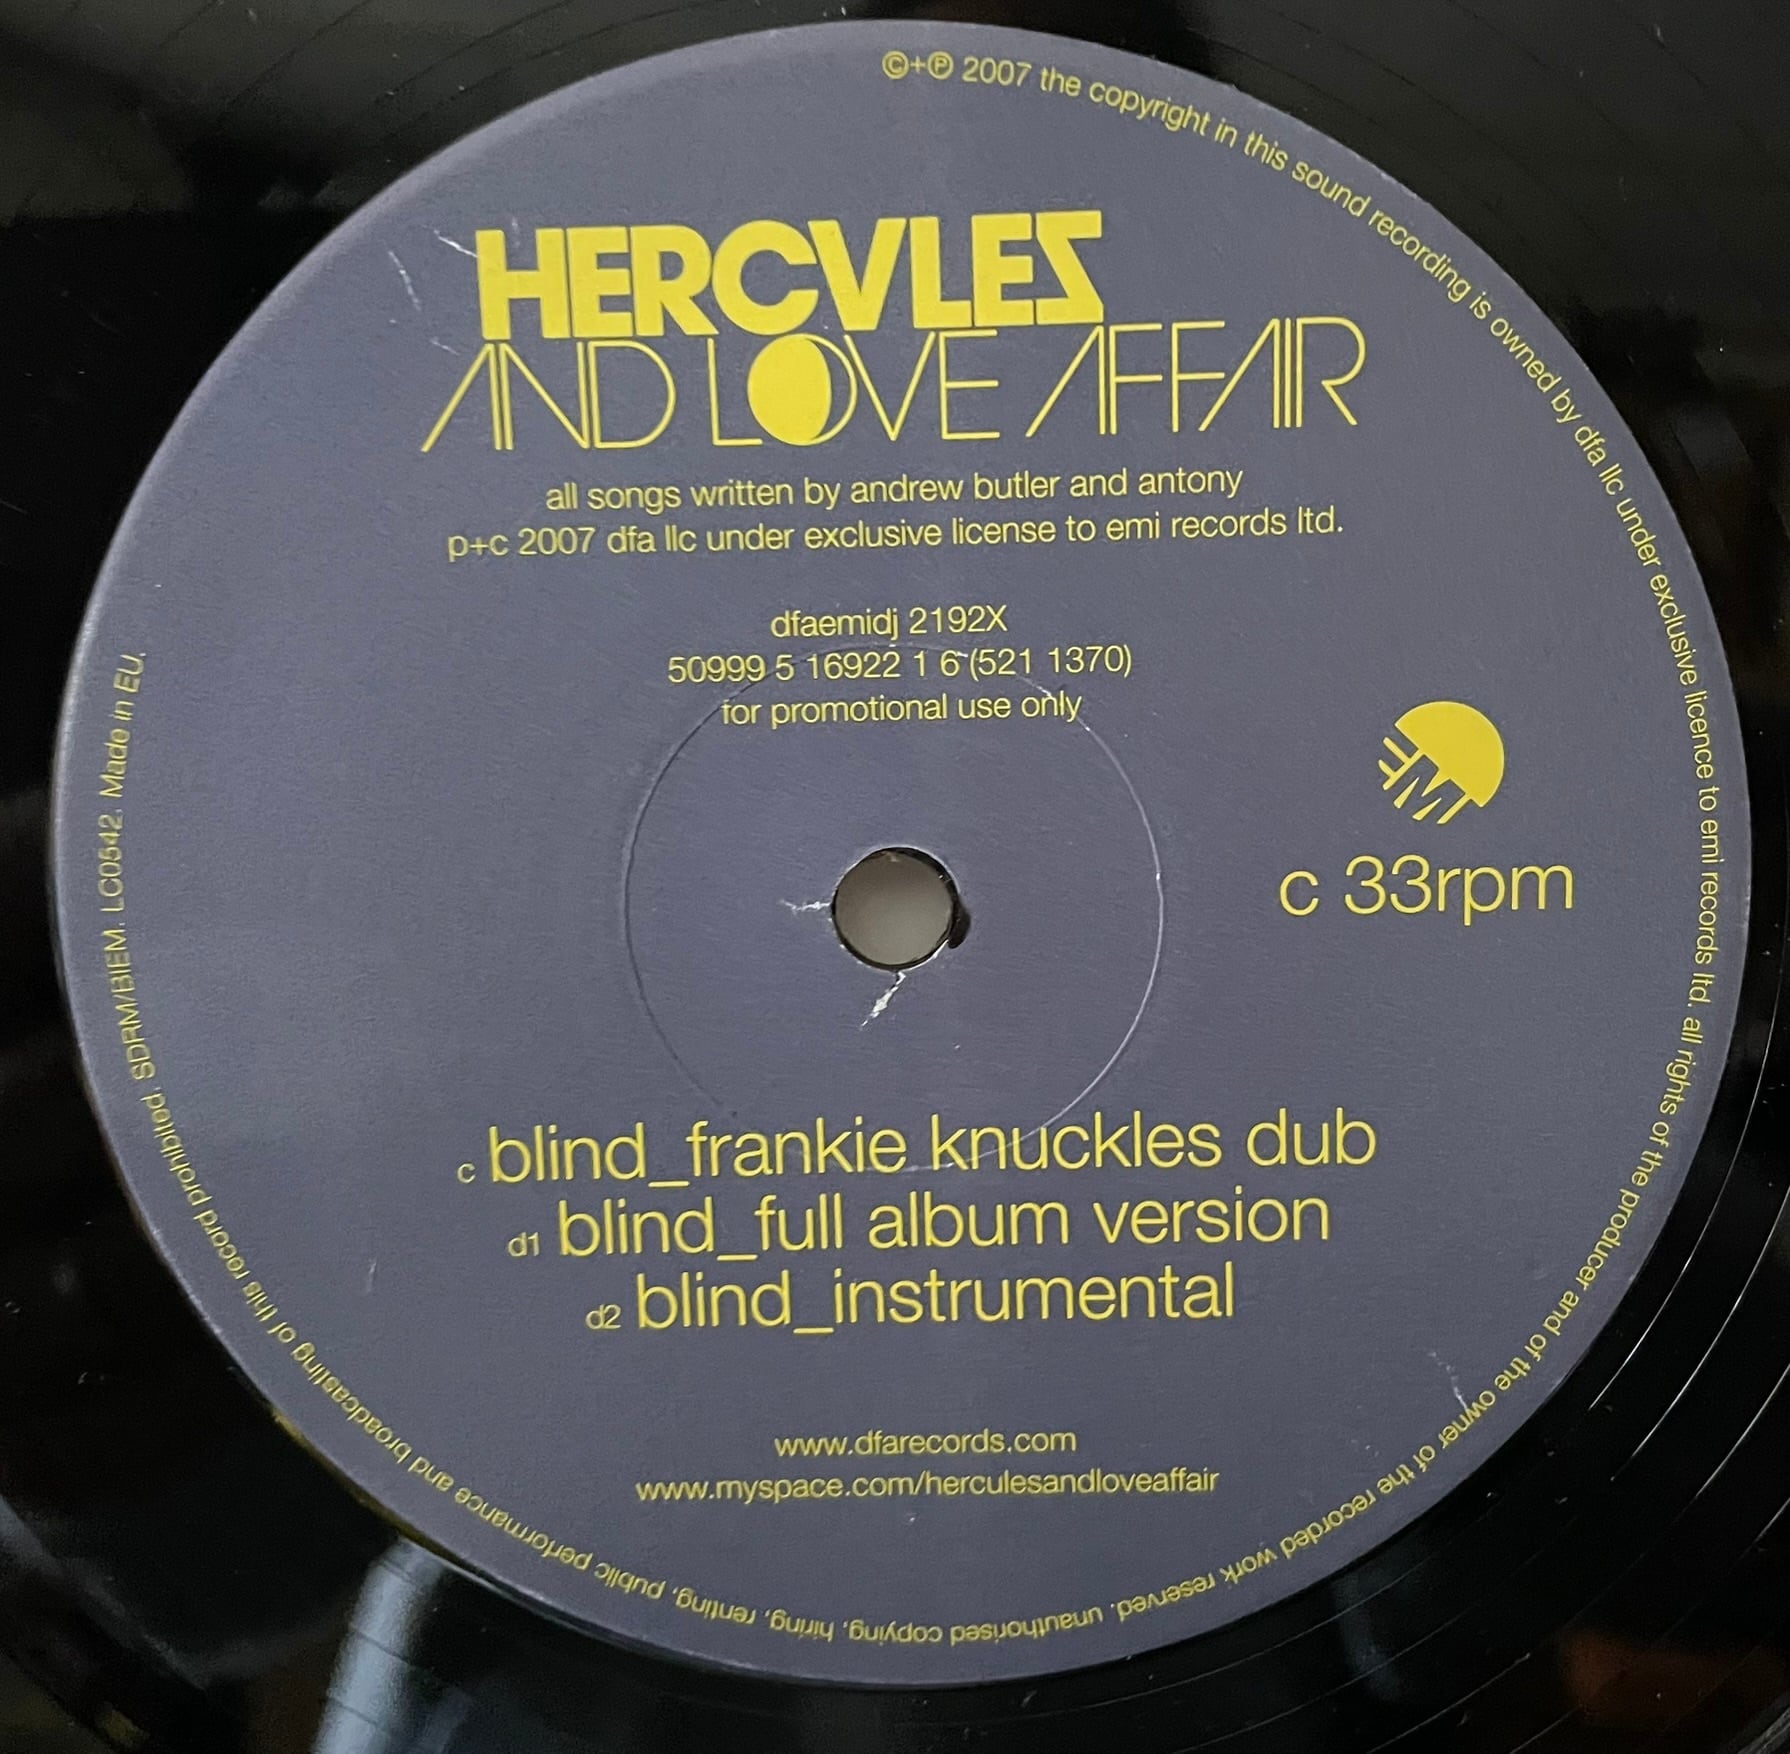 ©+℗ 2007 the copyright in this sound recording is owned by dfa llc under exclusive licence to emi records ltd. all rights of the producer and of the owner of the recorded work reserved. unauthorised copying, hiring, renting, public performance and broadcasting of this record prohibited. SDRM/BIEM. LC0542. Made in EU.
HERCVLES
AND LOVE AFFAIR
all songs written by andrew butler and antony
p+c 2007 dfa llc under exclusive license to emi records ltd.
dfaemidj 2192X
50999 5 16922 1 6 (521 1370)
for promotional use only
EMI
c 33rpm
c blind_frankie knuckles dub
d1 blind_full album version
d2 blind_instrumental
www.dfarecords.com
www.myspace.com/herculesandloveaffair